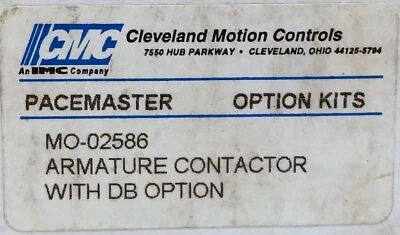 CMC
An IMC Company
Cleveland Motion Controls
7550 HUB PARKWAY • CLEVELAND, OHIO 44125-5794
PACEMASTER OPTION KITS
MO-02586
ARMATURE CONTACTOR
WITH DB OPTION